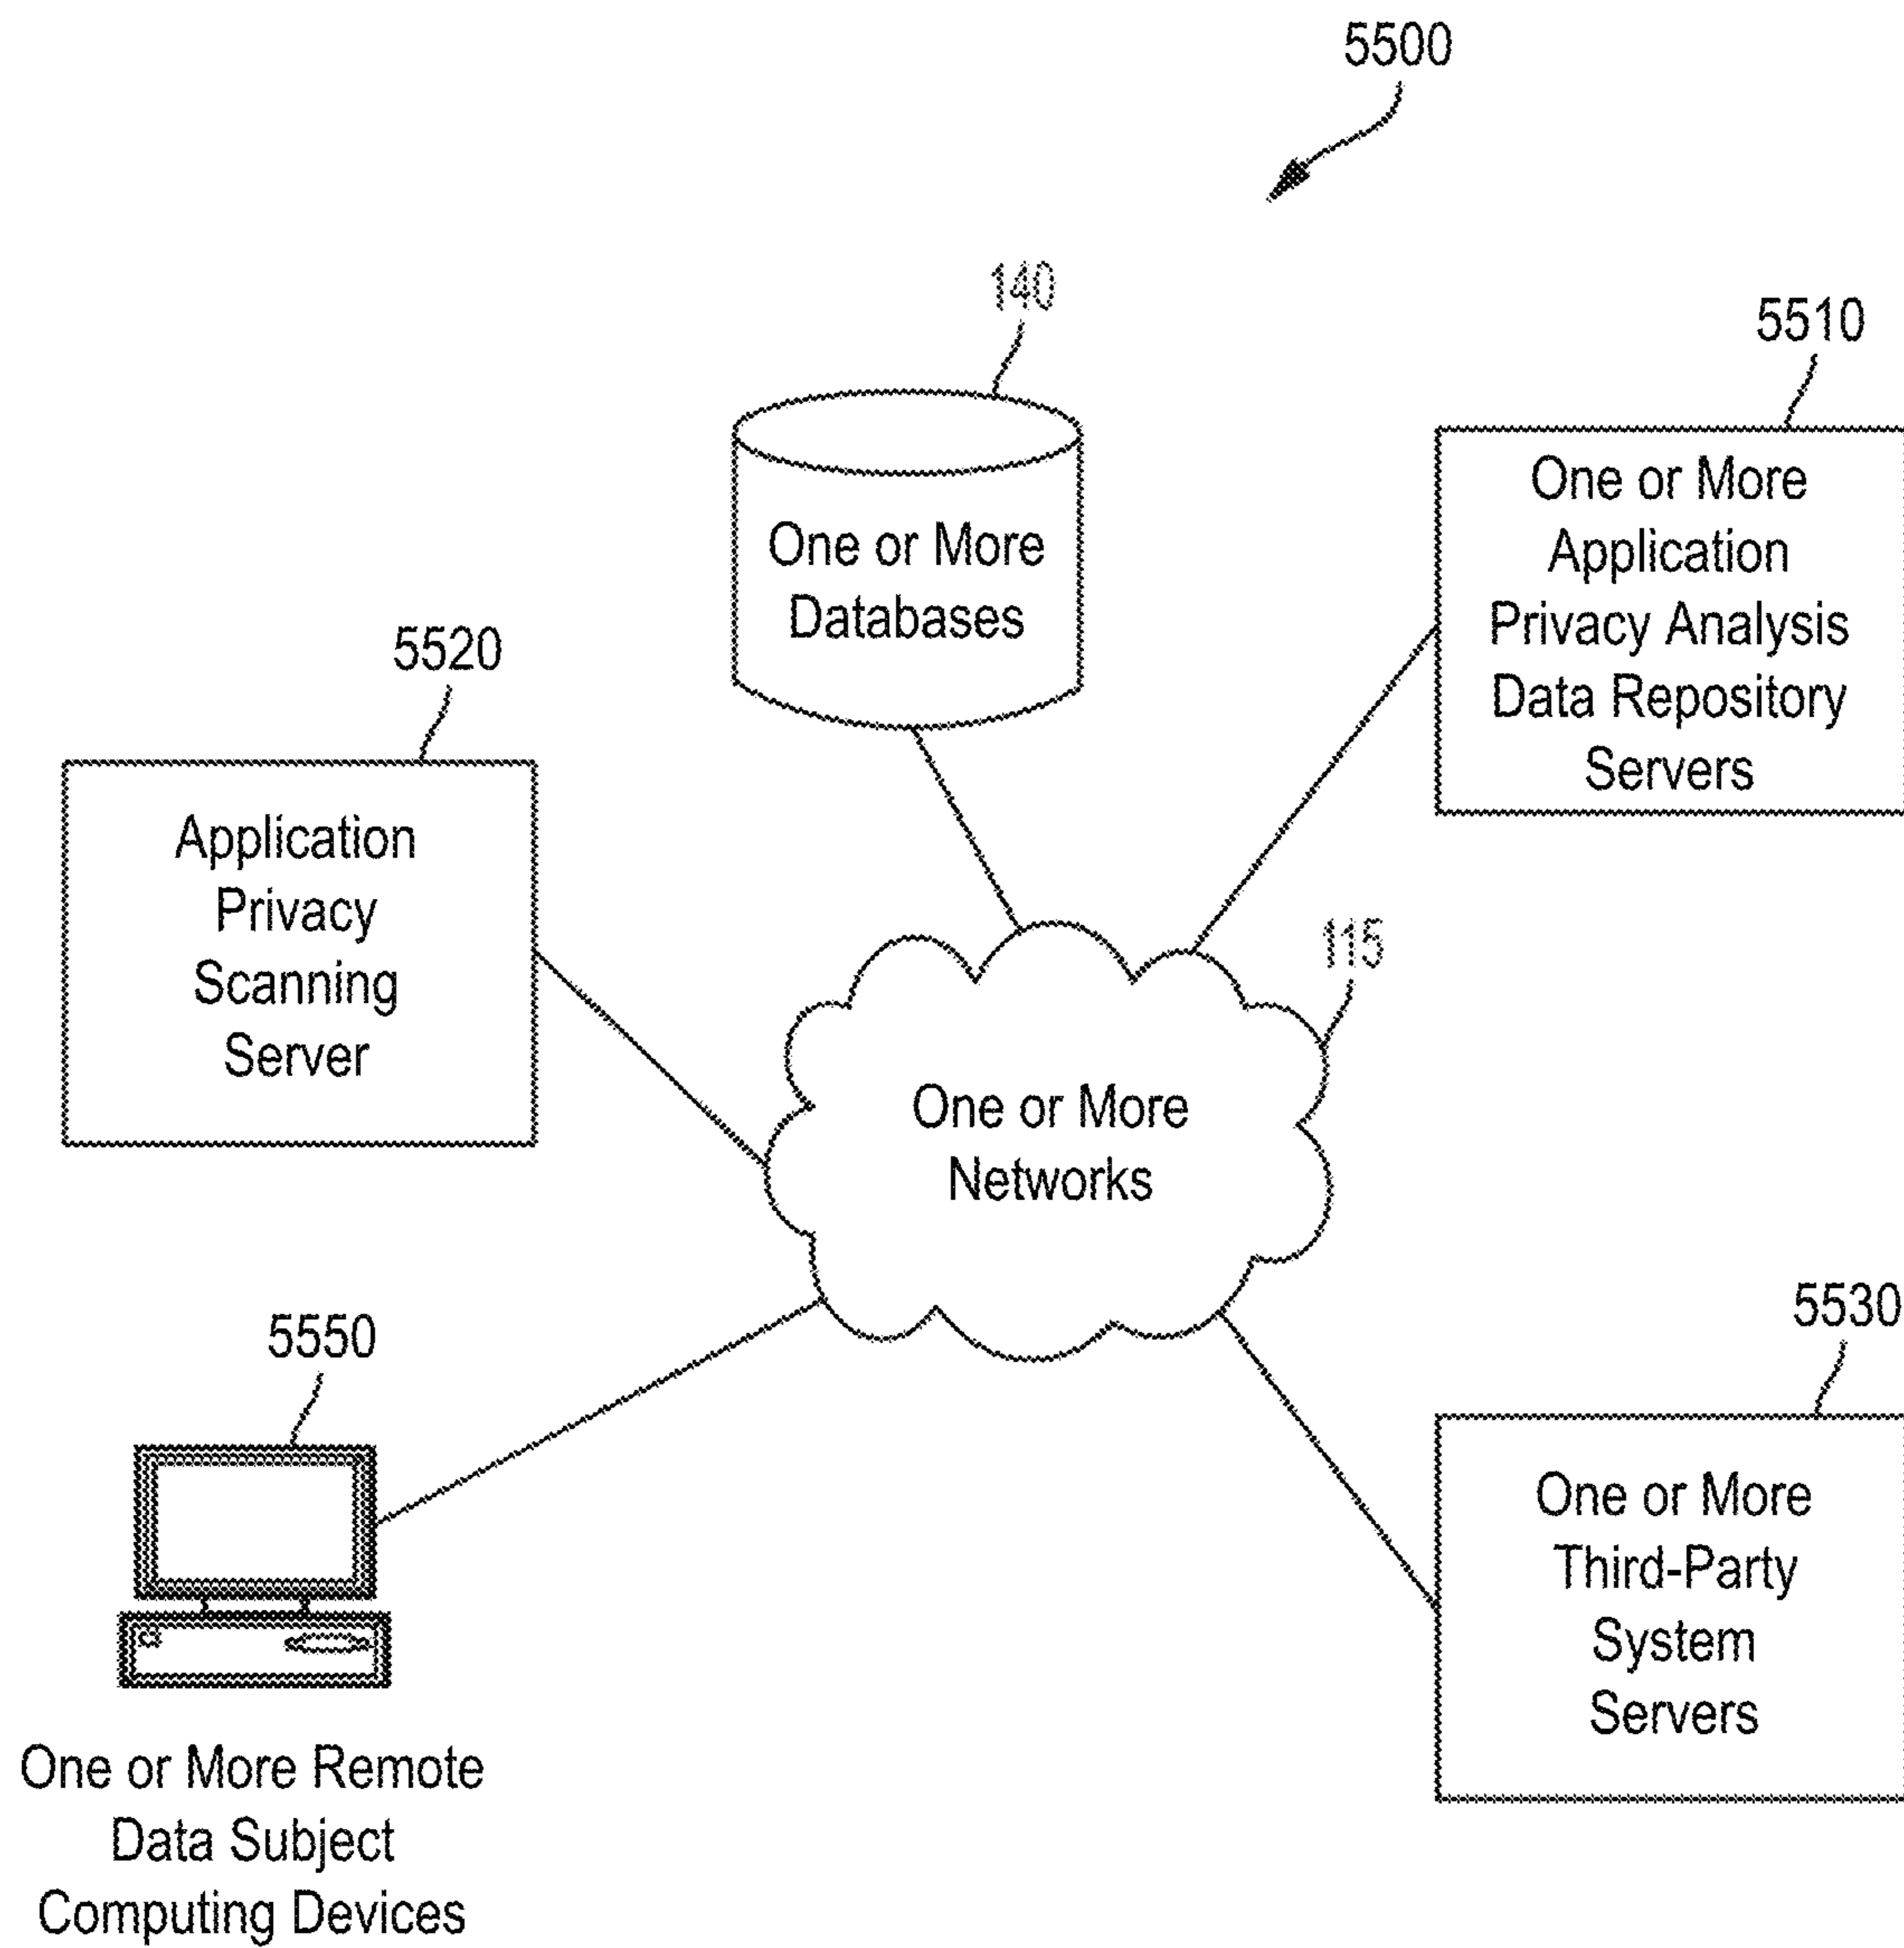 5500
140
One or More
Databases
5510
One or More
Application
Privacy Analysis
Data Repository
Servers
5520
Application
Privacy
Scanning
Server
115
One or More
Networks
5550
One or More Remote
Data Subject
Computing Devices
5530
One or More
Third-Party
System
Servers